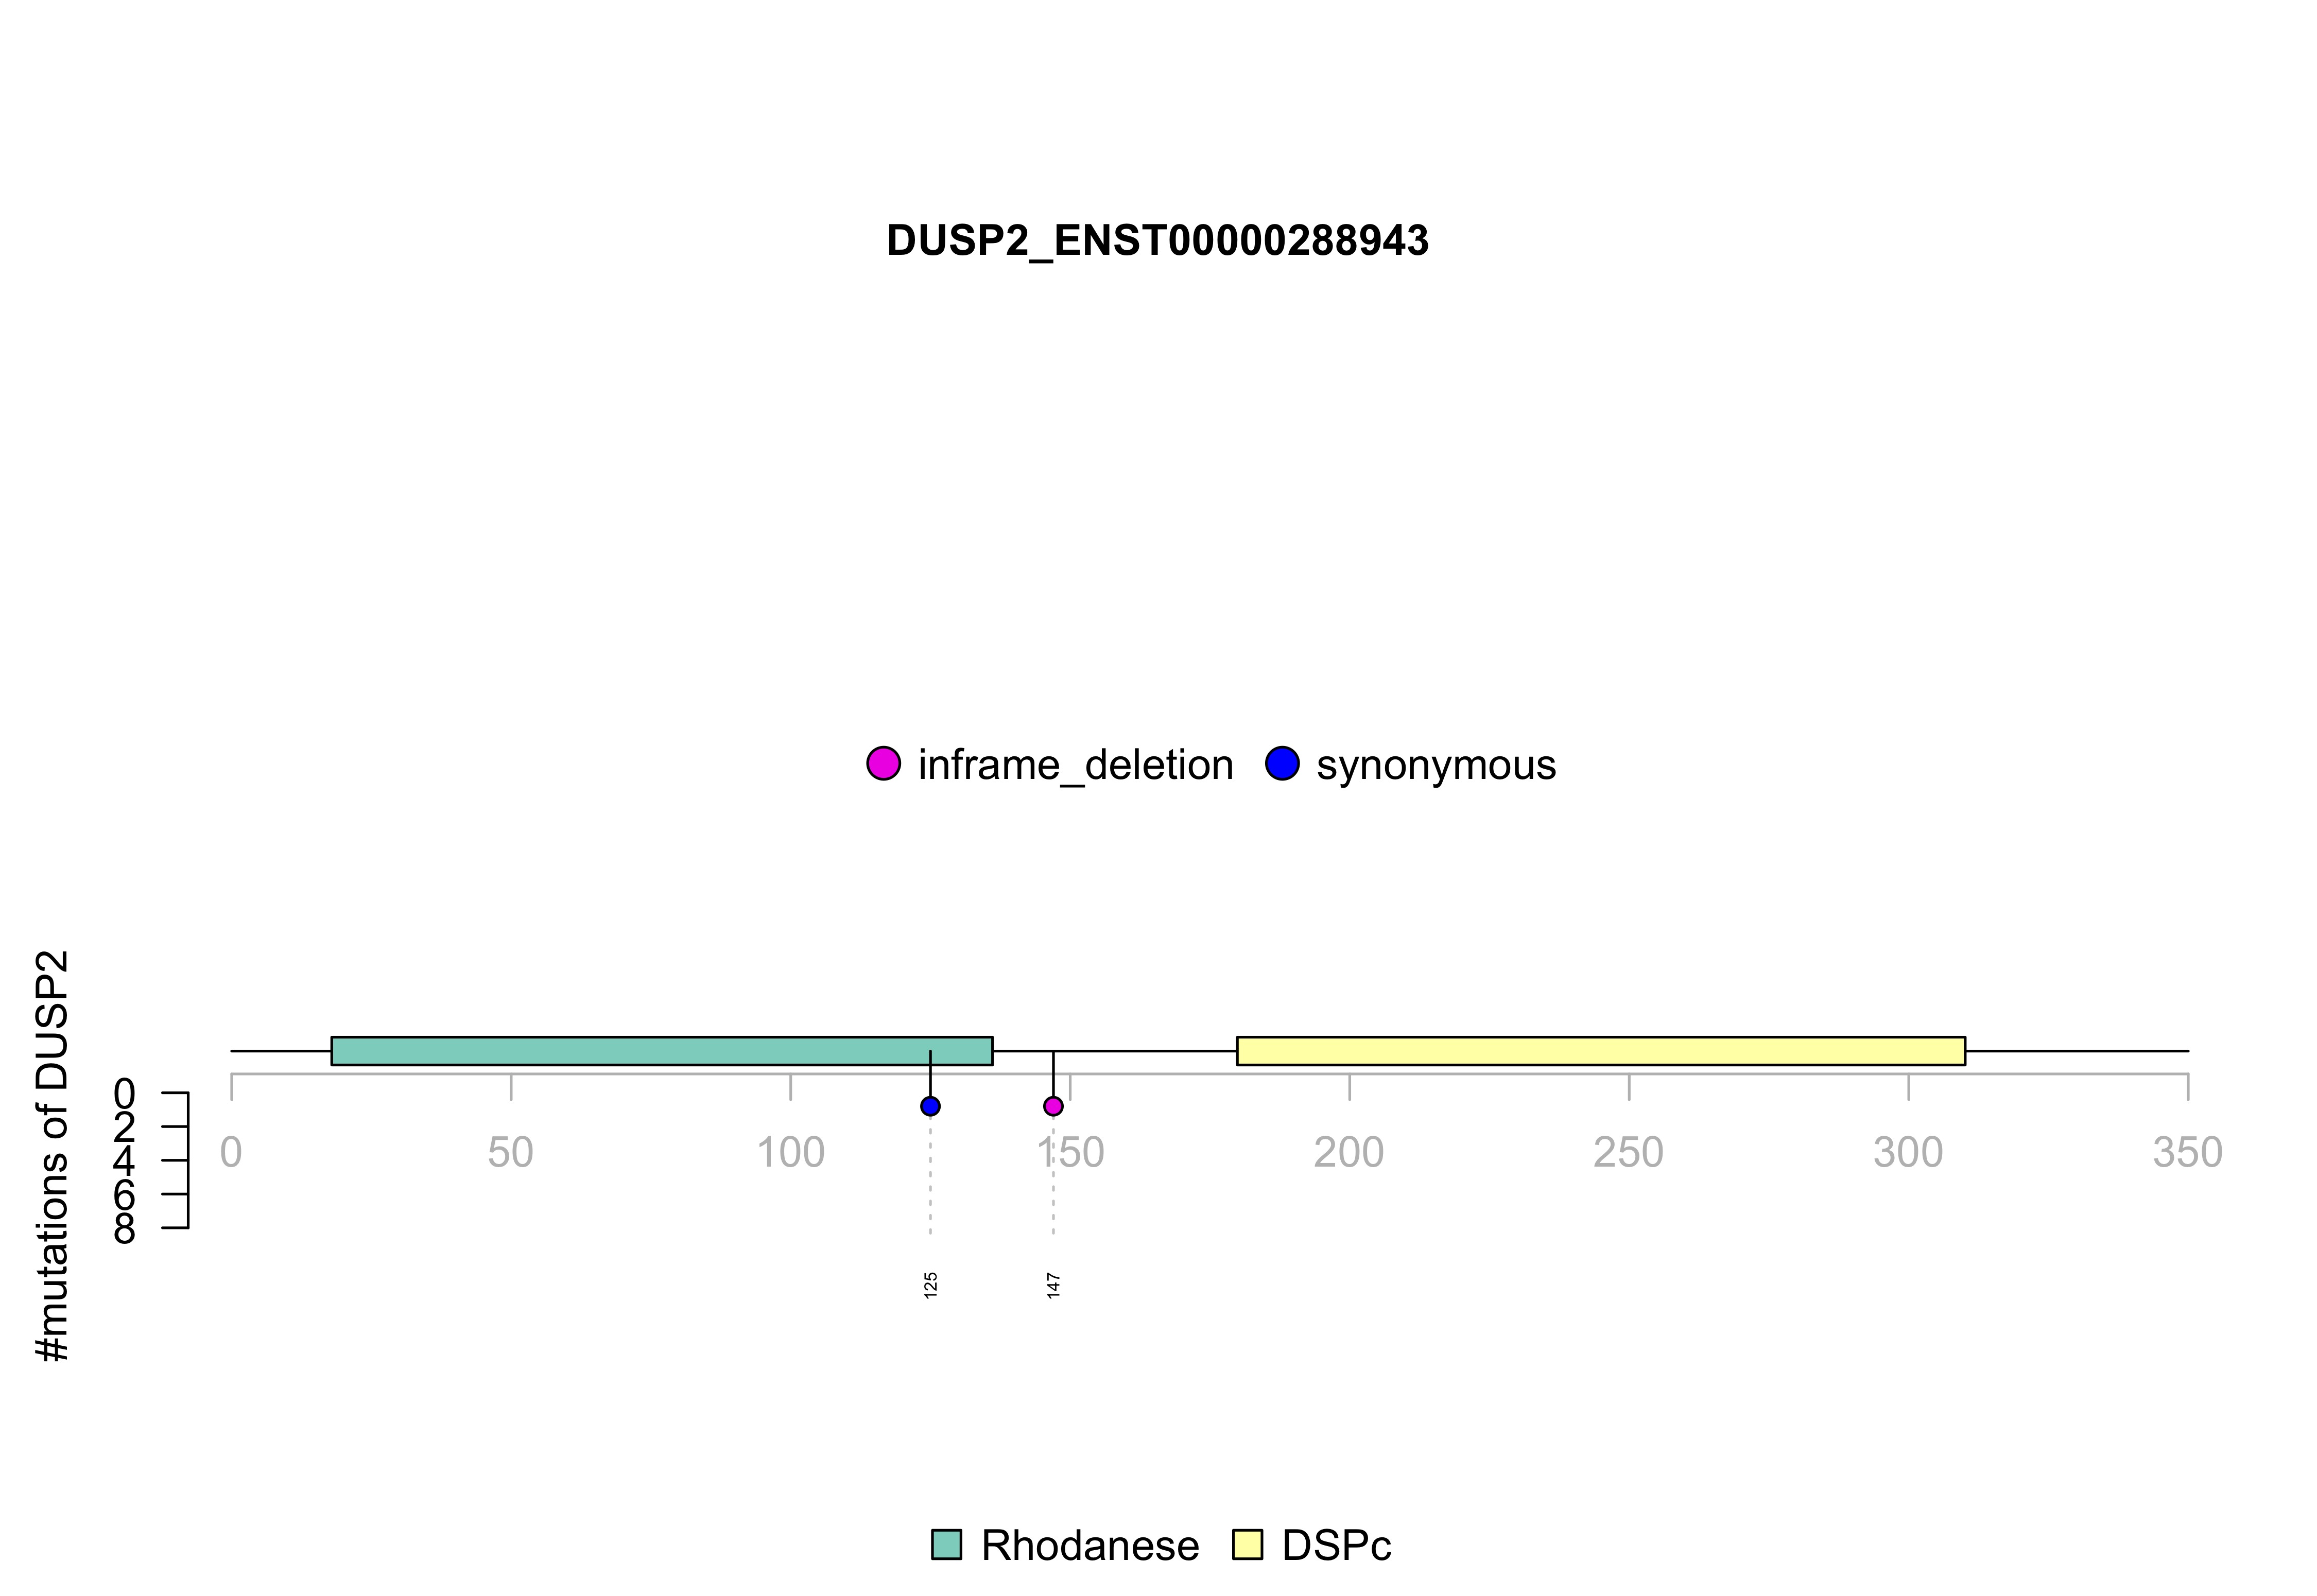 DUSP2_ENST00000288943
inframe_deletion synonymous
#mutations of DUSP2
0
2
4
6
8
0 50 100 150 200 250 300 350
125 147
Rhodanese DSPc